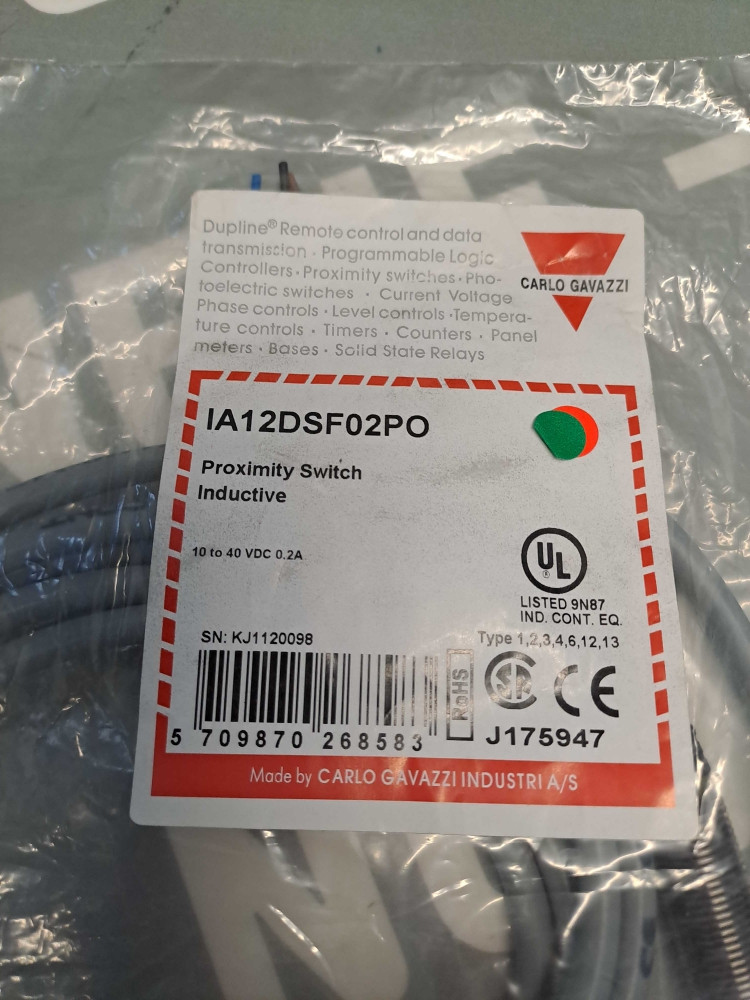 Dupline® Remote control and data
transmission · Programmable Logic
Controllers · Proximity switches · Pho-
toelectric switches · Current Voltage
Phase controls · Level controls · Tempera-
ture controls · Timers · Counters · Panel
meters · Bases · Solid State Relays
CARLO GAVAZZI
IA12DSF02PO
Proximity Switch
Inductive
10 to 40 VDC 0.2A
UL
®
LISTED 9N87
IND. CONT. EQ.
SN: KJ1120098
Type 1,2,3,4,6,12,13
RoHS
CE
5 709870 268583
J175947
Made by CARLO GAVAZZI INDUSTRI A/S